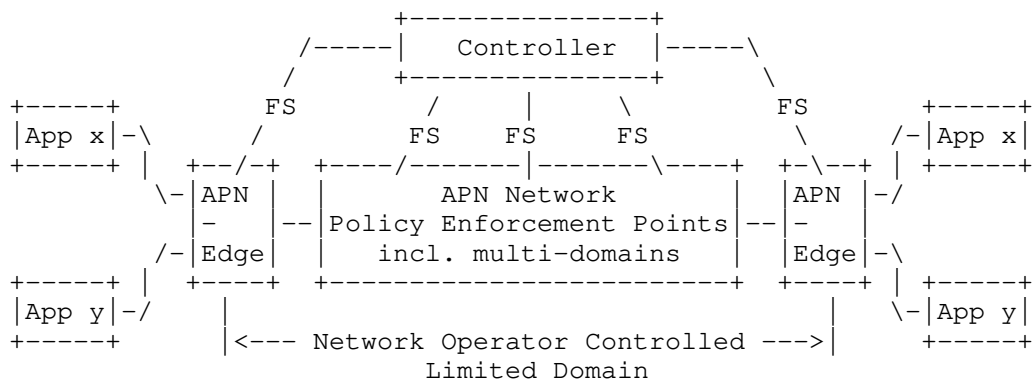 Controller
FS FS
App x FS FS FS App x
APN APN Network APN
- Policy Enforcement Points -
Edge incl. multi-domains Edge
App y App y
<--- Network Operator Controlled --->
Limited Domain